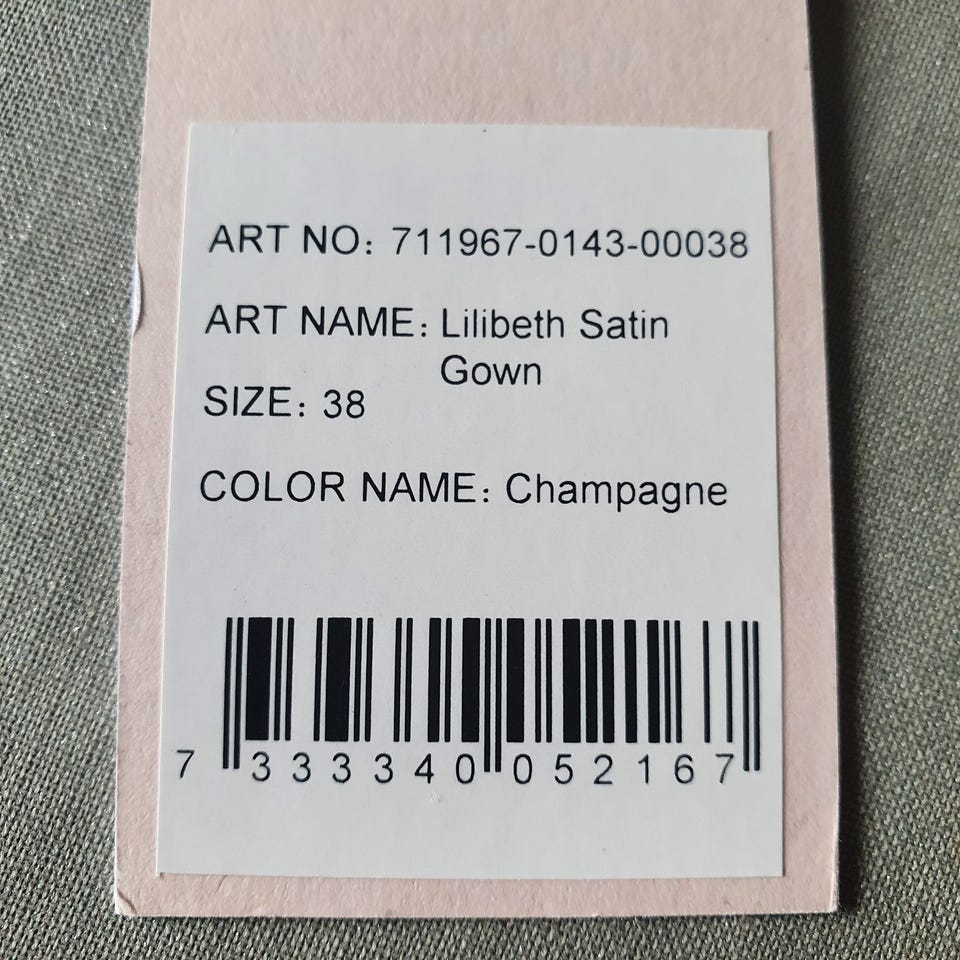 ART NO: 711967-0143-00038
ART NAME: Lilibeth Satin
Gown
SIZE: 38
COLOR NAME: Champagne
7 333340 052167